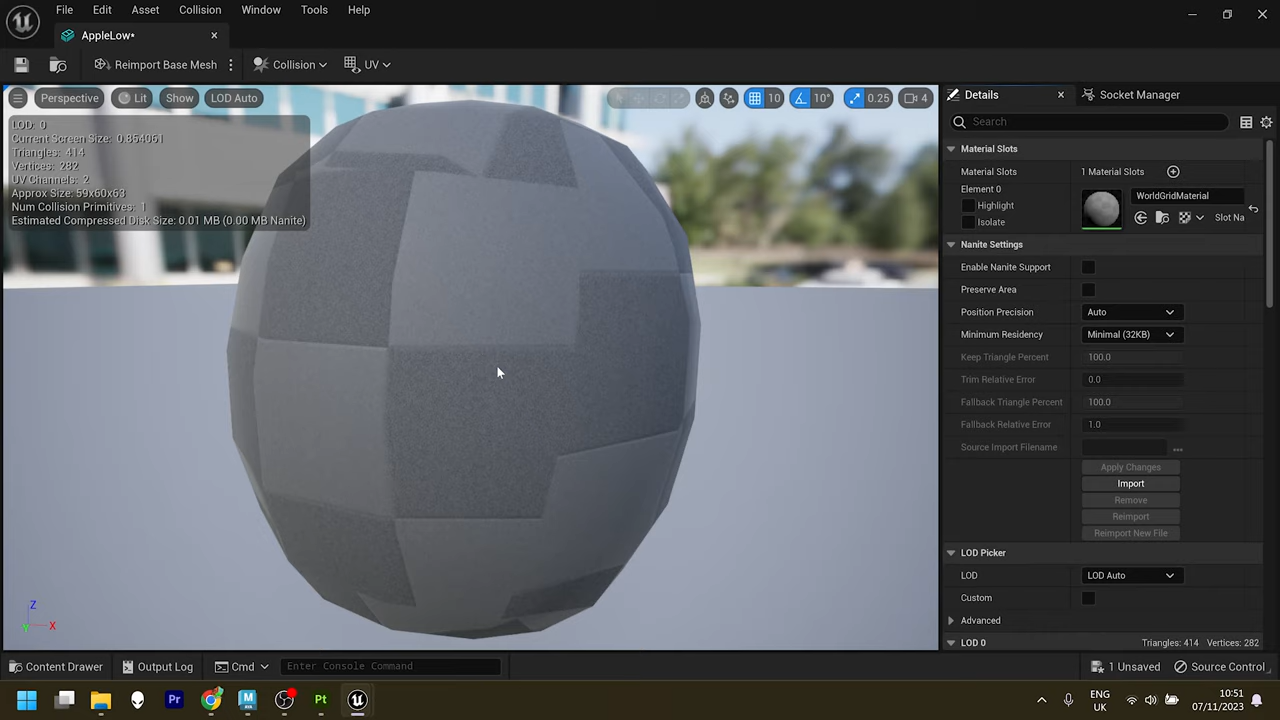 File Edit Asset Collision Window Tools Help
AppleLow*
Reimport Base Mesh Collision UV
Perspective Lit Show LOD Auto 10 10° 0.25 4
LOD: 0
Current Screen Size: 0.854061
Triangles: 414
Vertices: 282
UV Channels: 2
Approx Size: 59x60x63
Num Collision Primitives: 1
Estimated Compressed Disk Size: 0.01 MB (0.00 MB Nanite)
Z
Y X
Details Socket Manager
Search
Material Slots
Material Slots 1 Material Slots
Element 0 WorldGridMaterial
Highlight
Isolate Slot Na
Nanite Settings
Enable Nanite Support
Preserve Area
Position Precision Auto
Minimum Residency Minimal (32KB)
Keep Triangle Percent 100.0
Trim Relative Error 0.0
Fallback Triangle Percent 100.0
Fallback Relative Error 1.0
Source Import Filename ...
Apply Changes
Import
Remove
Reimport
Reimport New File
LOD Picker
LOD LOD Auto
Custom
Advanced
LOD 0 Triangles: 414 Vertices: 282
Content Drawer Output Log Cmd Enter Console Command 1 Unsaved Source Control
Pr M Pt ENG 10:51
UK 07/11/2023